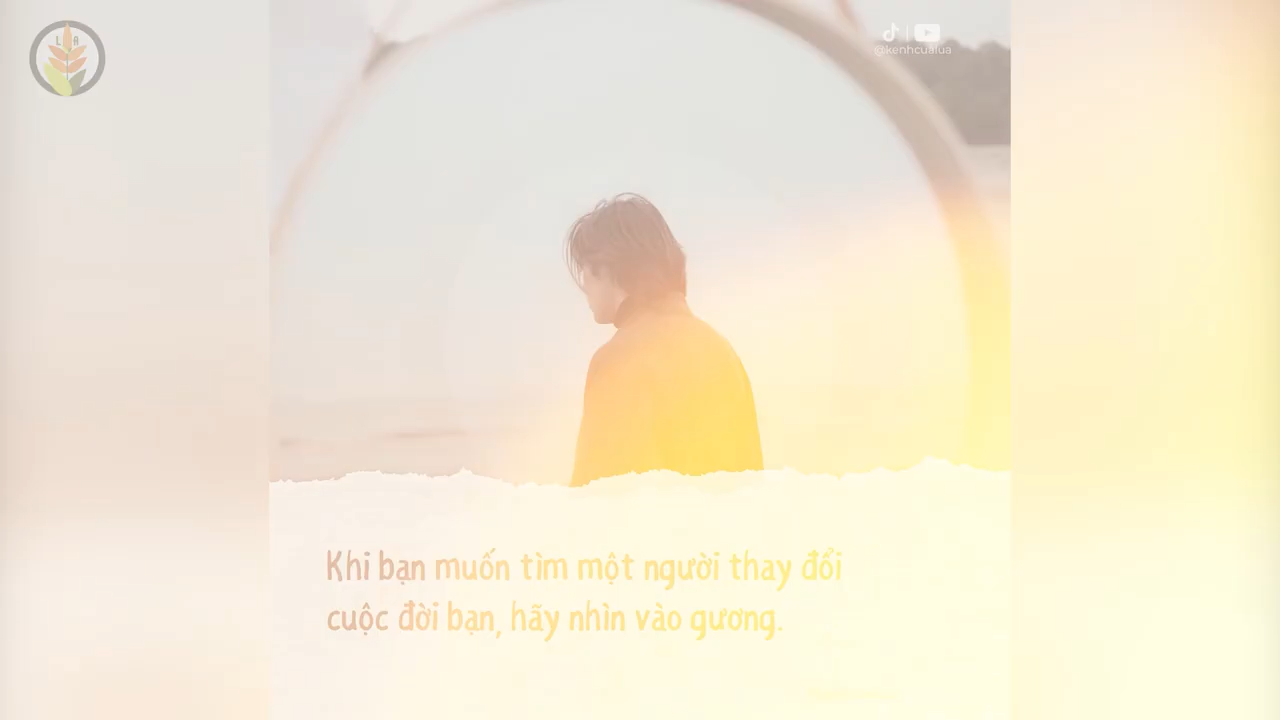 L A
@kenhcualua
Khi bạn muốn tìm một người thay đổi
cuộc đời bạn, hãy nhìn vào gương.